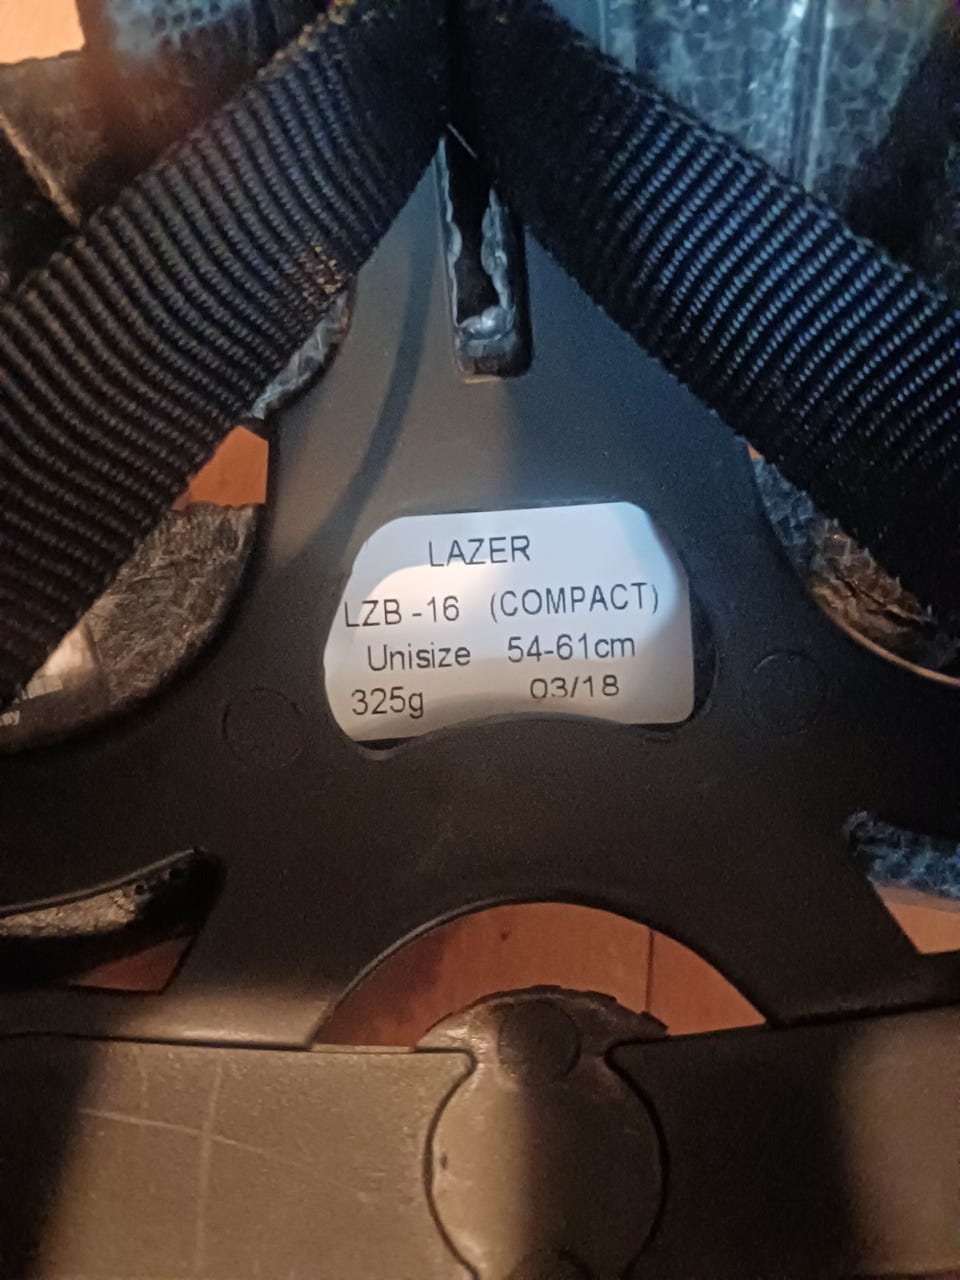 LAZER
LZB-16 (COMPACT)
Unisize 54-61cm
325g 03/18